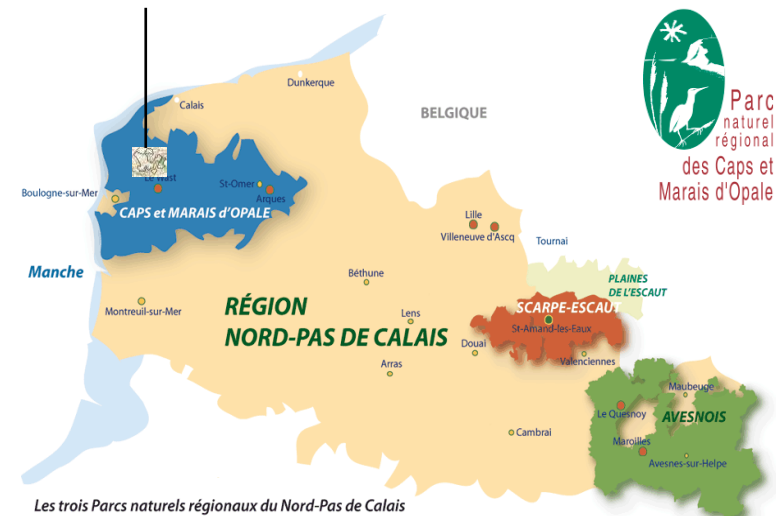 Dunkerque
Calais
BELGIQUE
Parc
naturel
régional
des Caps et
Marais d'Opale
Le Wast
St-Omer
Boulogne-sur-Mer
Arques
CAPS et MARAIS d'OPALE
Lille
Villeneuve d'Ascq
Tournai
Manche
Béthune
PLAINES
DE L'ESCAUT
Montreuil-sur-Mer
RÉGION
NORD-PAS DE CALAIS
Lens
SCARPE-ESCAUT
St-Amand-les-Eaux
Douai
Valenciennes
Arras
Maubeuge
Le Quesnoy
AVESNOIS
Cambrai
Maroilles
Avesnes-sur-Helpe
Les trois Parcs naturels régionaux du Nord-Pas de Calais